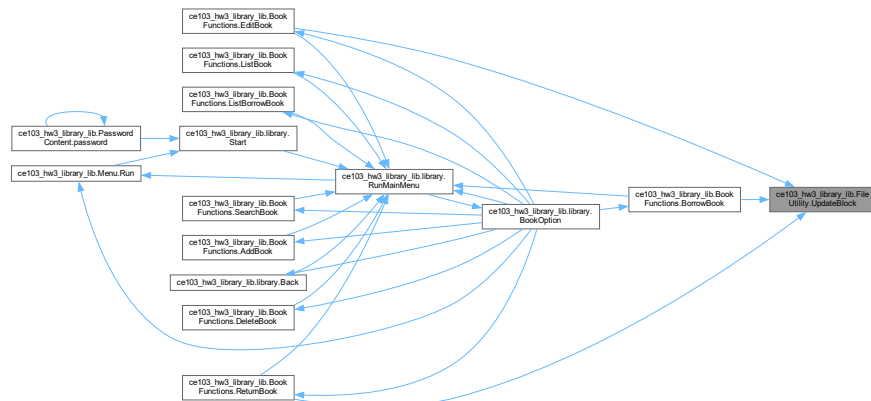 ce103_hw3_library_lib.Book
Functions.EditBook
ce103_hw3_library_lib.Book
Functions.ListBook
ce103_hw3_library_lib.Book
Functions.ListBorrowBook
ce103_hw3_library_lib.Password
Content.password
ce103_hw3_library_lib.library.
Start
ce103_hw3_library_lib.Menu.Run
ce103_hw3_library_lib.library.
RunMainMenu
ce103_hw3_library_lib.Book
Functions.SearchBook
ce103_hw3_library_lib.library.
BookOption
ce103_hw3_library_lib.Book
Functions.BorrowBook
ce103_hw3_library_lib.File
Utility.UpdateBlock
ce103_hw3_library_lib.Book
Functions.AddBook
ce103_hw3_library_lib.library.Back
ce103_hw3_library_lib.Book
Functions.DeleteBook
ce103_hw3_library_lib.Book
Functions.ReturnBook